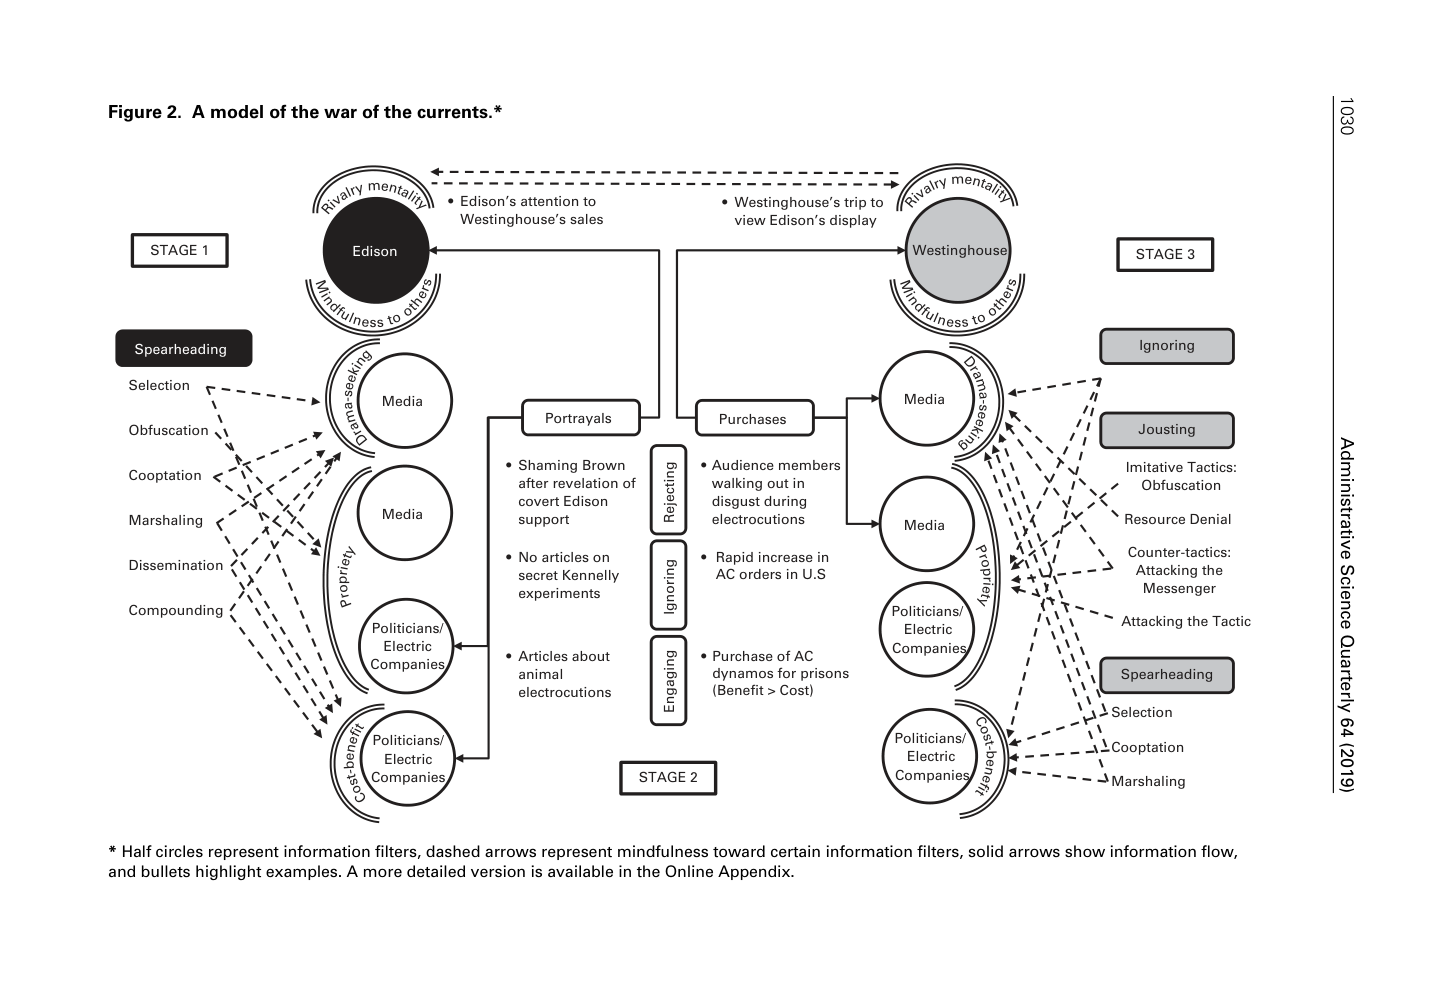 Figure 2. A model of the war of the currents.*
1030
Administrative Science Quarterly 64 (2019)
Rivalry mentality
Edison
Mindfulness to others
• Edison's attention to
Westinghouse's sales
• Westinghouse's trip to
view Edison's display
Rivalry mentality
Westinghouse
Mindfulness to others
STAGE 1
Spearheading
Selection
Obfuscation
Cooptation
Marshaling
Dissemination
Compounding
Drama-seeking
Media
Propriety
Media
Politicians/
Electric
Companies
Cost-benefit
Politicians/
Electric
Companies
Portrayals
Purchases
• Shaming Brown
after revelation of
covert Edison
support
Rejecting
• Audience members
walking out in
disgust during
electrocutions
• No articles on
secret Kennelly
experiments
Ignoring
• Rapid increase in
AC orders in U.S
• Articles about
animal
electrocutions
Engaging
• Purchase of AC
dynamos for prisons
(Benefit > Cost)
STAGE 2
Media
Drama-seeking
Media
Propriety
Politicians/
Electric
Companies
Politicians/
Electric
Companies
Cost-benefit
STAGE 3
Ignoring
Jousting
Imitative Tactics:
Obfuscation
Resource Denial
Counter-tactics:
Attacking the
Messenger
Attacking the Tactic
Spearheading
Selection
Cooptation
Marshaling
* Half circles represent information filters, dashed arrows represent mindfulness toward certain information filters, solid arrows show information flow,
and bullets highlight examples. A more detailed version is available in the Online Appendix.